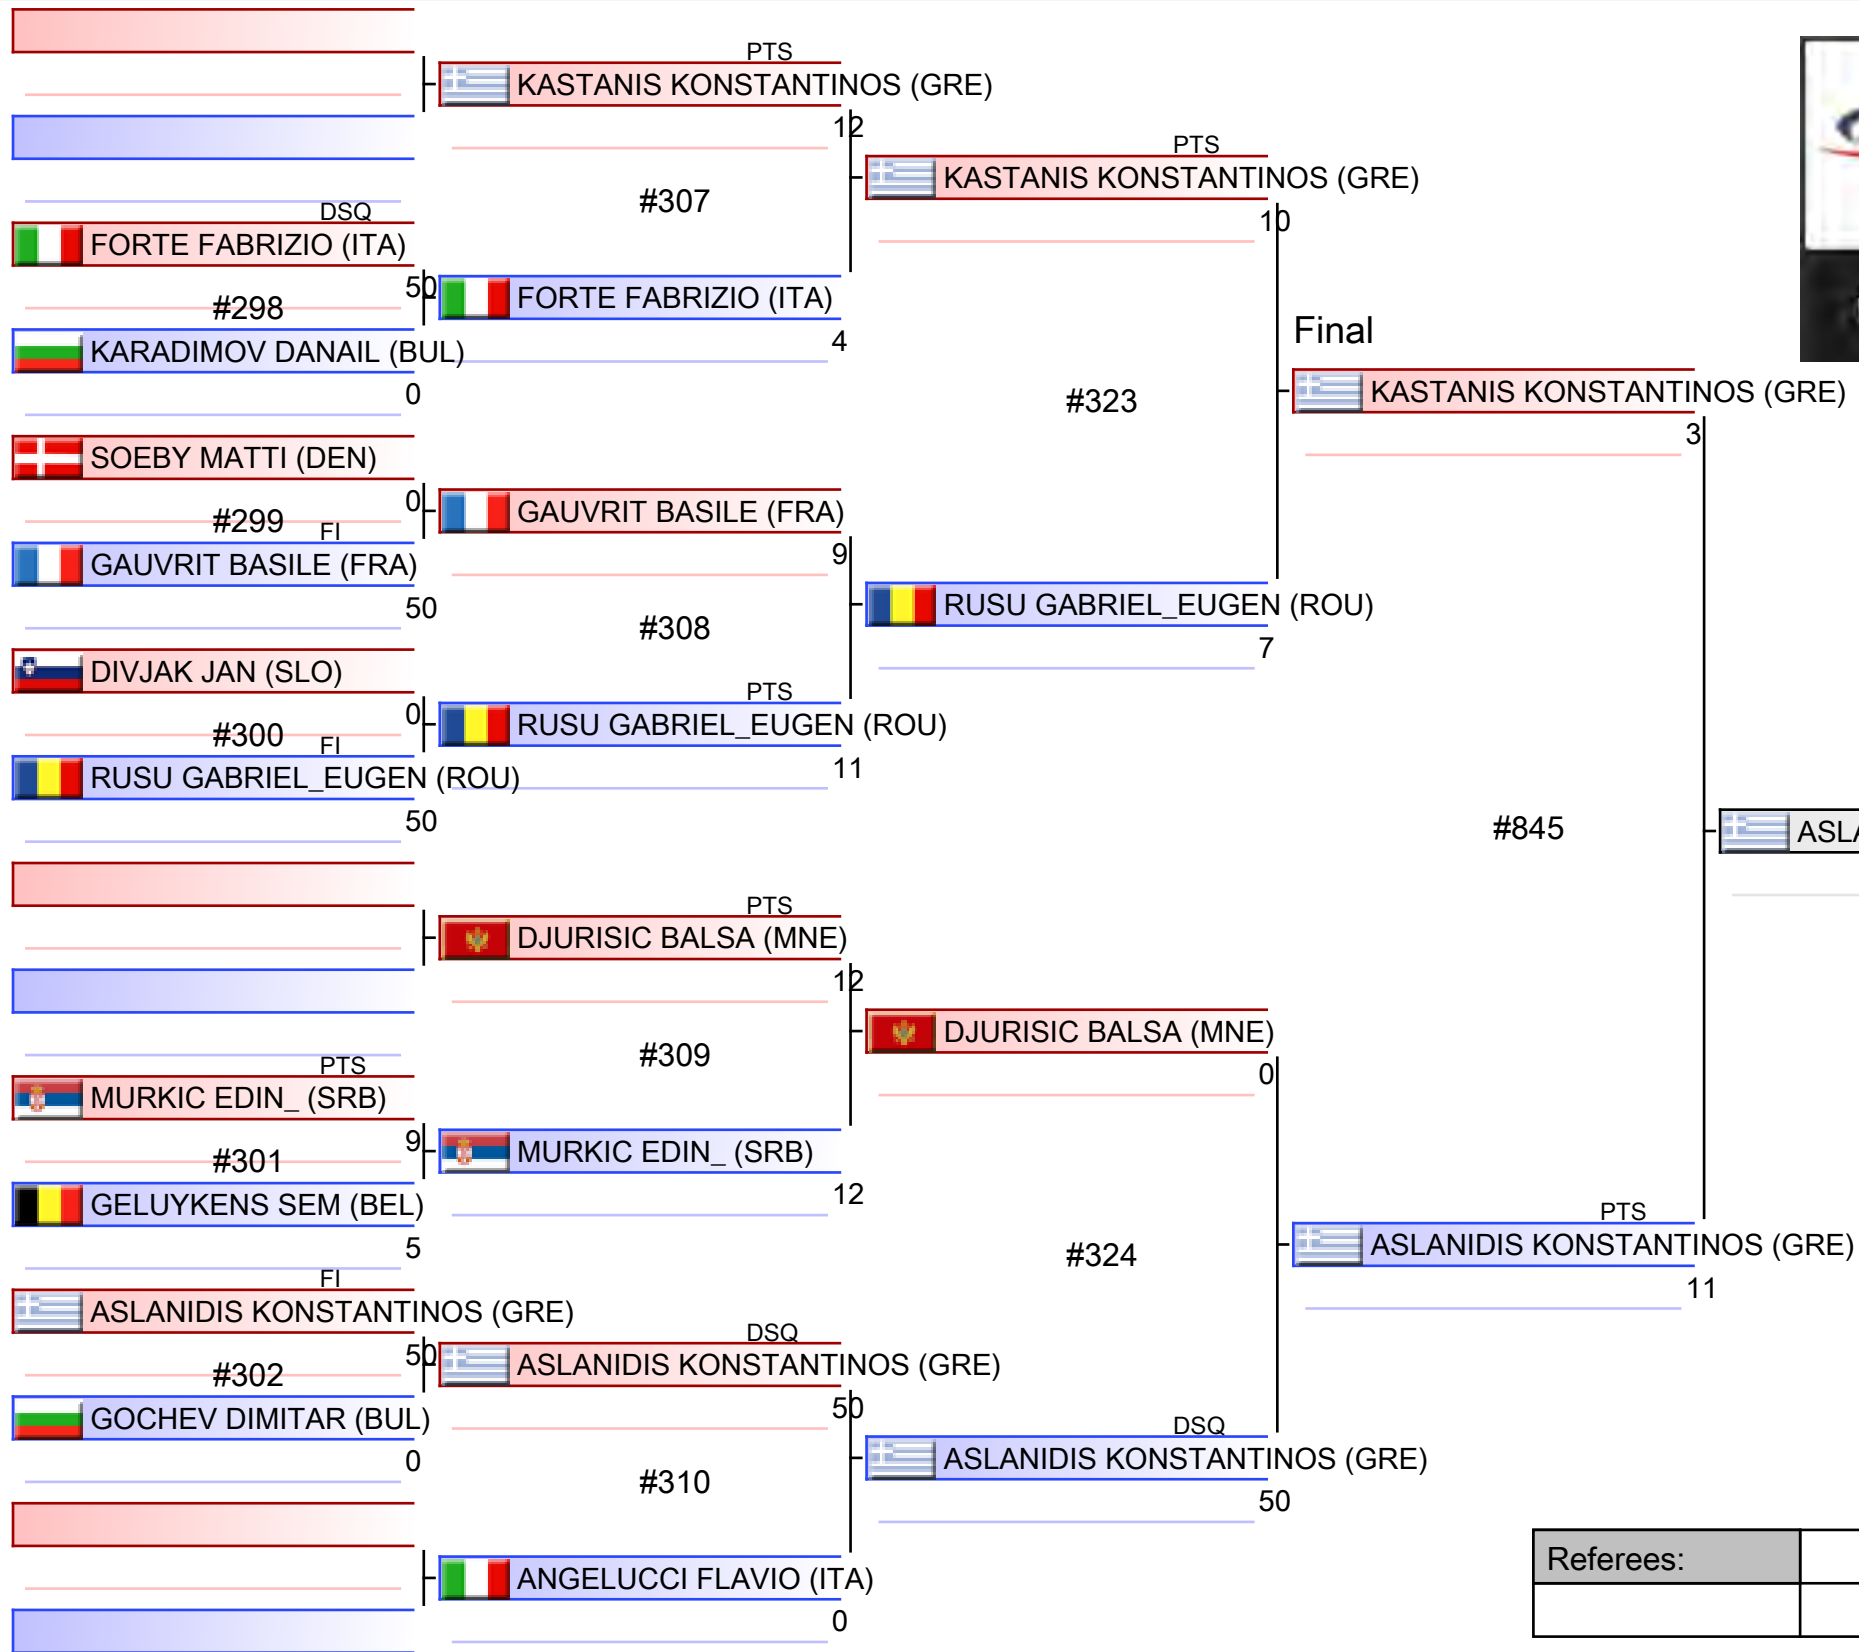 PTS
KASTANIS KONSTANTINOS (GRE)
12
PTS
KASTANIS KONSTANTINOS (GRE)
#307
DSQ
10
FORTE FABRIZIO (ITA)
50
#298
FORTE FABRIZIO (ITA)
Final
4
KARADIMOV DANAIL (BUL)
0
KASTANIS KONSTANTINOS (GRE)
#323
3
SOEBY MATTI (DEN)
0
#299
FI
GAUVRIT BASILE (FRA)
9
GAUVRIT BASILE (FRA)
50
RUSU GABRIEL_EUGEN (ROU)
#308
7
DIVJAK JAN (SLO)
PTS
0
#300
FI
RUSU GABRIEL_EUGEN (ROU)
11
RUSU GABRIEL_EUGEN (ROU)
50
#845
ASLA
PTS
DJURISIC BALSA (MNE)
12
DJURISIC BALSA (MNE)
#309
0
PTS
MURKIC EDIN_ (SRB)
9
#301
MURKIC EDIN_ (SRB)
12
GELUYKENS SEM (BEL)
5
PTS
ASLANIDIS KONSTANTINOS (GRE)
#324
11
FI
ASLANIDIS KONSTANTINOS (GRE)
DSQ
50
#302
ASLANIDIS KONSTANTINOS (GRE)
50
GOCHEV DIMITAR (BUL)
DSQ
0
ASLANIDIS KONSTANTINOS (GRE)
#310
50
Referees:
ANGELUCCI FLAVIO (ITA)
0